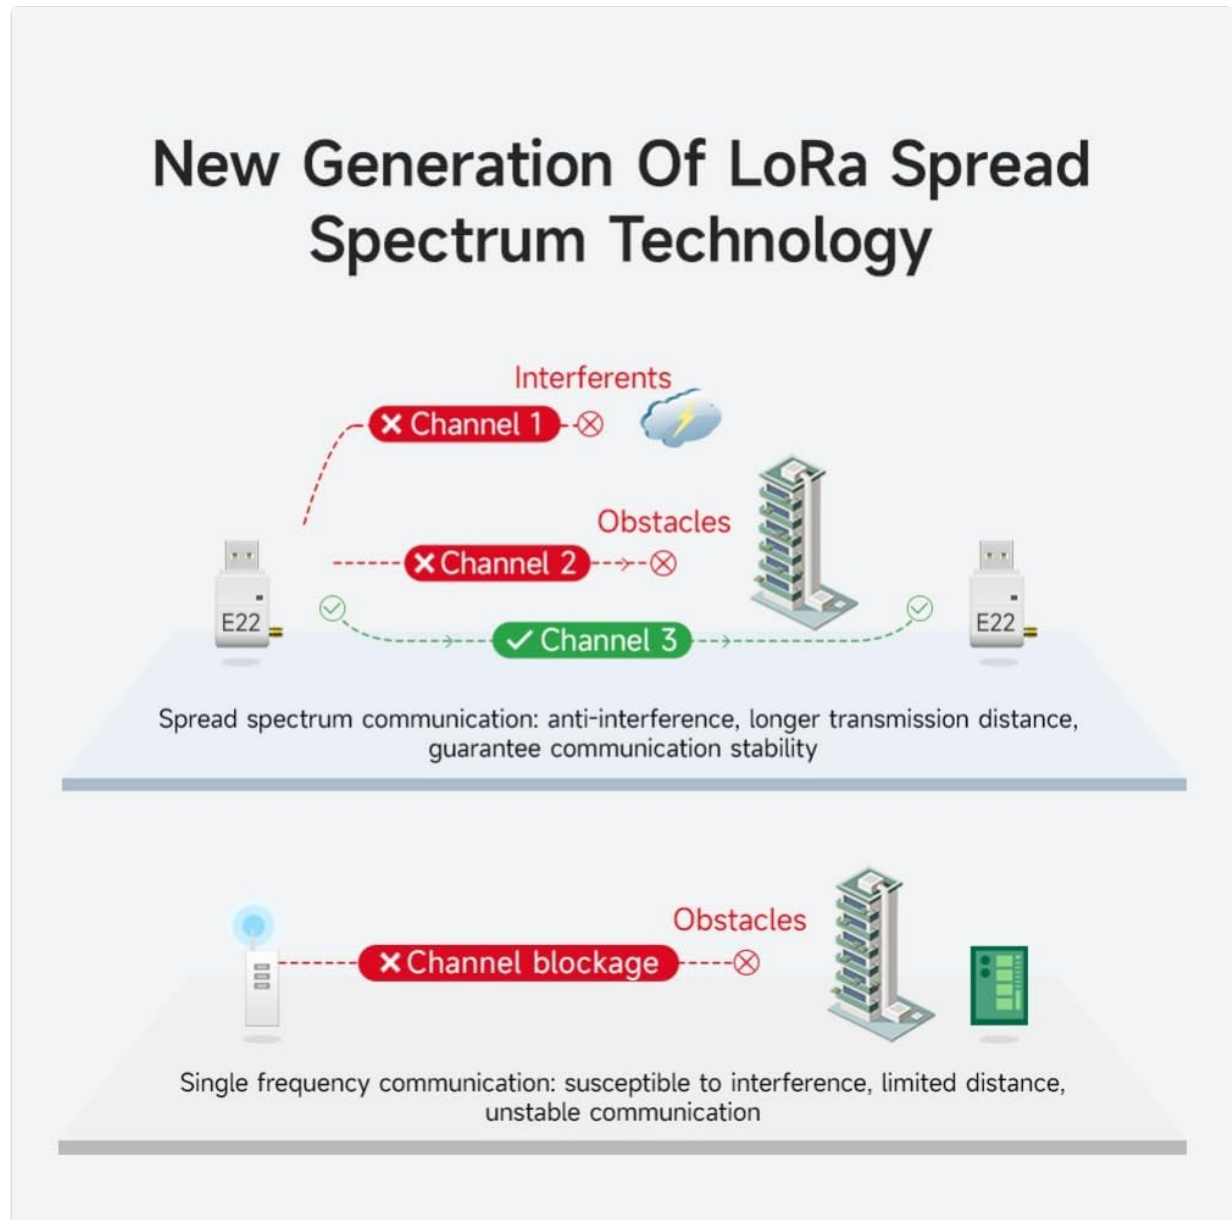 New Generation Of LoRa Spread
Spectrum Technology
Interferents
Channel 1
Obstacles
Channel 2
E22
E22
Channel 3
Spread spectrum communication: anti-interference, longer transmission distance,
guarantee communication stability
Obstacles
Channel blockage
Single frequency communication: susceptible to interference, limited distance,
unstable communication